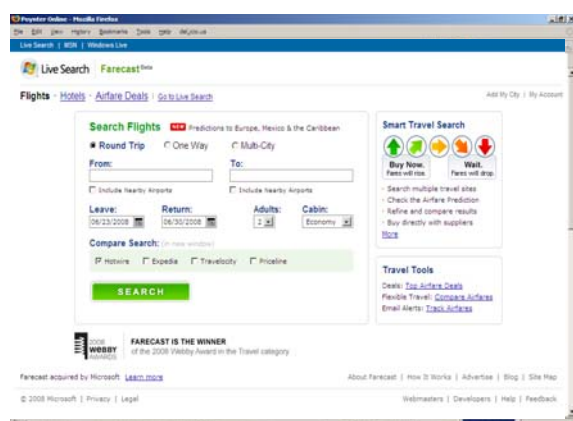 Poynter Online - Mozilla Firefox
File Edit View History Bookmarks Tools Help del.icio.us
Live Search | MSN | Windows Live
Live Search Farecast Beta
Flights - Hotels - Airfare Deals | Go to Live Search
Add My City | My Account
Search Flights NEW Predictions to Europe, Mexico & the Caribbean
Round Trip One Way Multi-City
From: To:
Include Nearby Airports Include Nearby Airports
Leave: Return: Adults: Cabin:
06/23/2008 06/30/2008 2 Economy
Compare Search: (in new window)
Hotwire Expedia Travelocity Priceline
SEARCH
Smart Travel Search
Buy Now. Wait.
Fares will rise. Fares will drop.
- Search multiple travel sites
- Check the Airfare Prediction
- Refine and compare results
- Buy directly with suppliers
More
Travel Tools
Deals: Top Airfare Deals
Flexible Travel: Compare Airfares
Email Alerts: Track Airfares
2008
WEBBY
AWARDS
FARECAST IS THE WINNER
of the 2008 Webby Award in the Travel category
Farecast acquired by Microsoft Learn more
About Farecast | How It Works | Advertise | Blog | Site Map
© 2008 Microsoft | Privacy | Legal
Webmasters | Developers | Help | Feedback